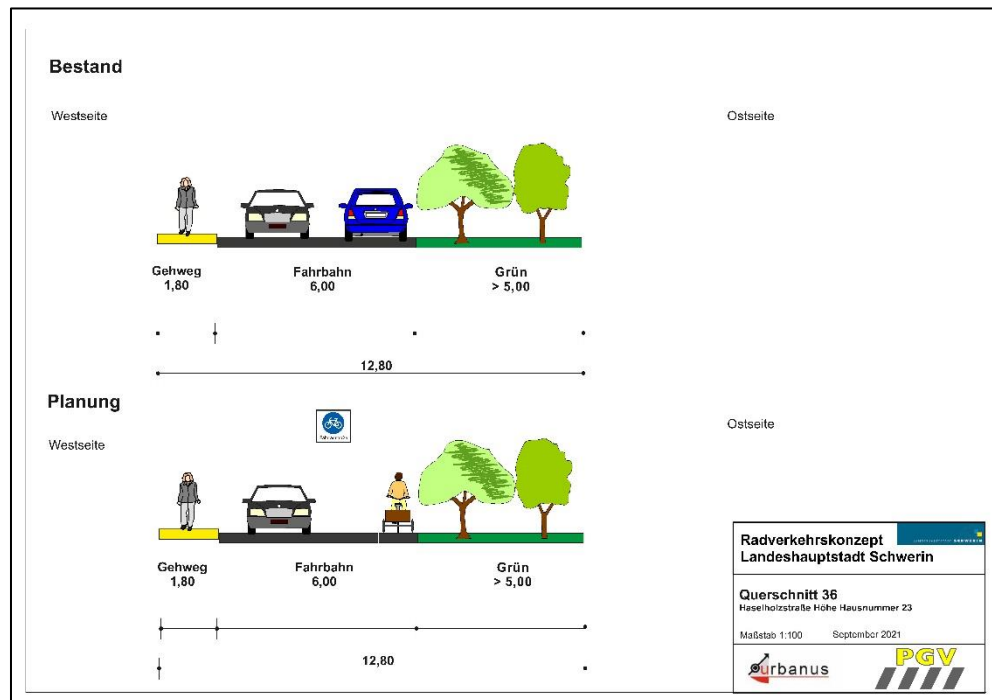 Bestand
Westseite
Ostseite
Gehweg
1,80
Fahrbahn
6,00
Grün
> 5,00
12,80
Planung
Westseite
Ostseite
Gehweg
1,80
Fahrbahn
6,00
Grün
> 5,00
12,80
Radverkehrskonzept
Landeshauptstadt Schwerin
Querschnitt 36
Haselholzstraße Höhe Hausnummer 23
Maßstab 1:100 September 2021
urbanus
PGV